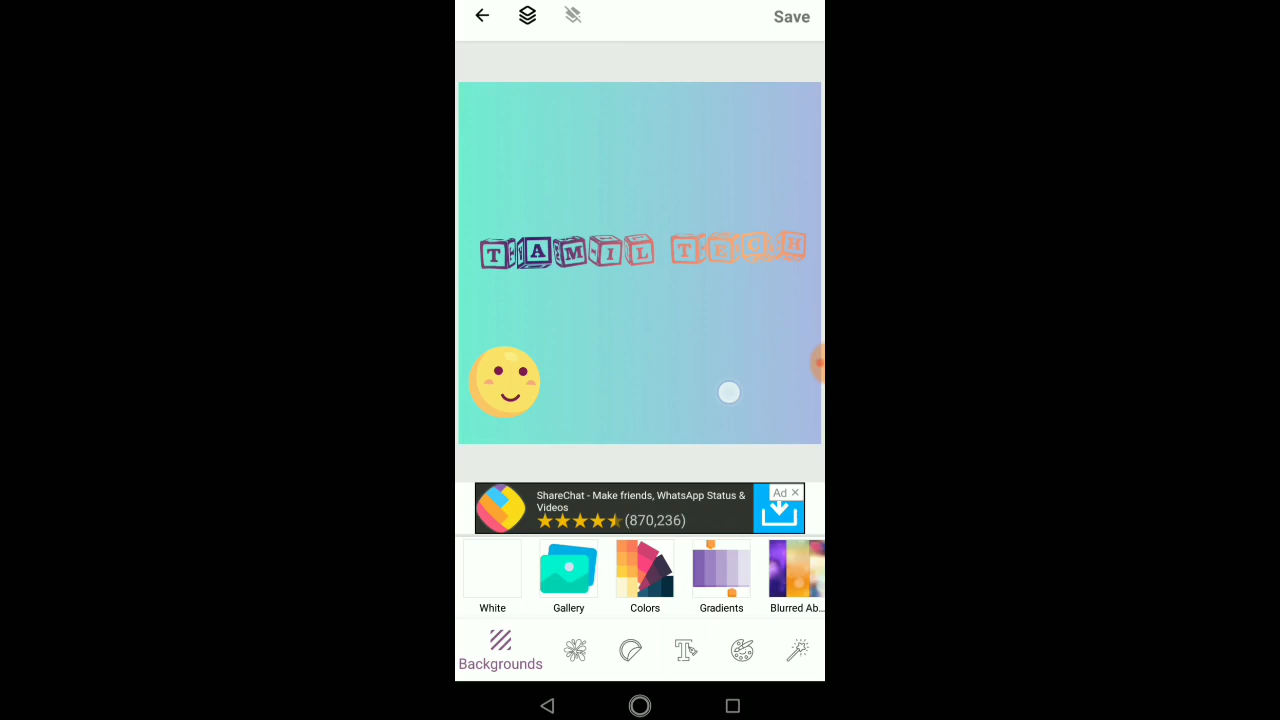 Save
TAMIL TECH
ShareChat - Make friends, WhatsApp Status &
Videos
(870,236)
Ad
White
Gallery
Colors
Gradients
Blurred Ab...
Backgrounds